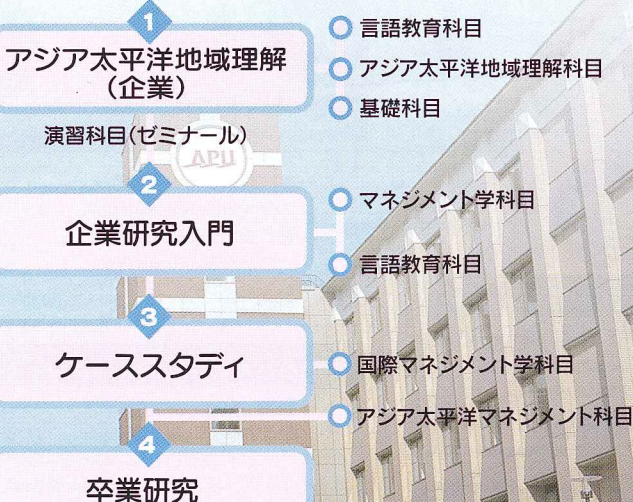 1
アジア太平洋地域理解
(企業)
言語教育科目
アジア太平洋地域理解科目
基礎科目
演習科目(ゼミナール)
APU
2
企業研究入門
マネジメント学科目
言語教育科目
3
ケーススタディ
国際マネジメント学科目
アジア太平洋マネジメント科目
4
卒業研究